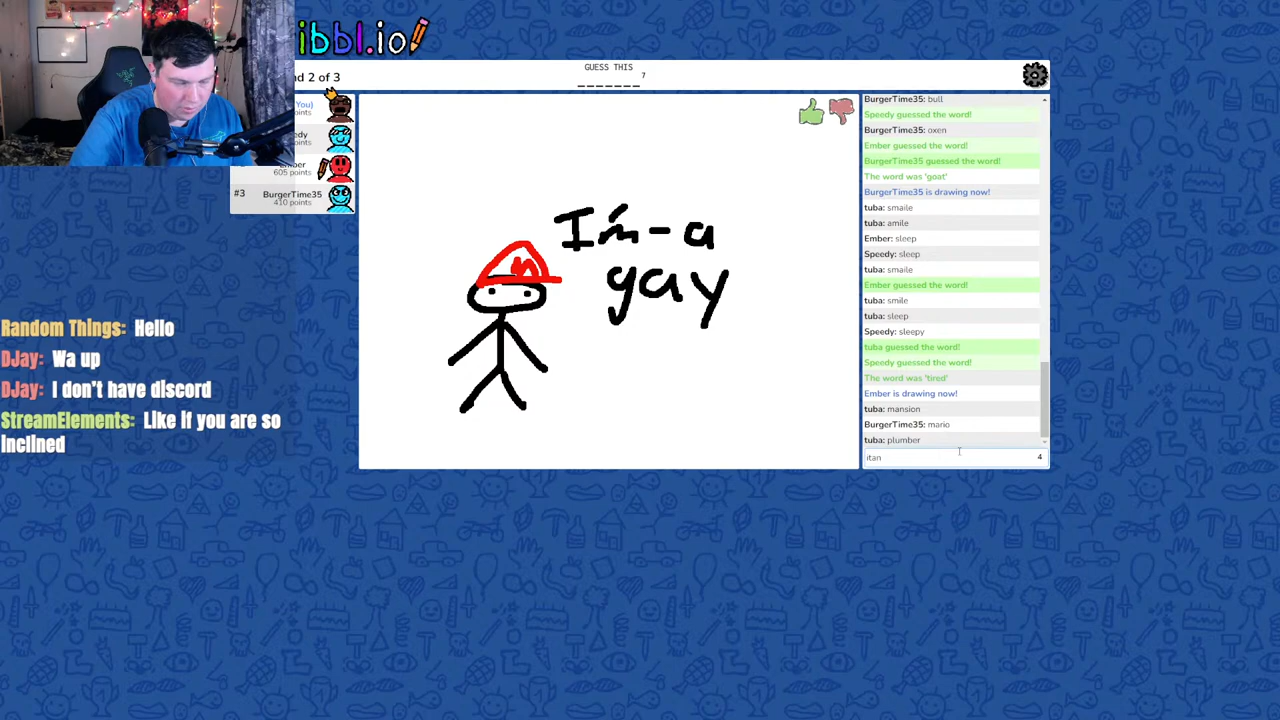 ibbl.io
GUESS THIS
7
_______
nd 2 of 3
(You)
points
edy
points
Ember
605 points
#3
BurgerTime35
410 points
I'm-a
gay
BurgerTime35: bull
Speedy guessed the word!
BurgerTime35: oxen
Ember guessed the word!
BurgerTime35 guessed the word!
The word was 'goat'
BurgerTime35 is drawing now!
tuba: smaile
tuba: amile
Ember: sleep
Speedy: sleep
tuba: smaile
Ember guessed the word!
tuba: smile
tuba: sleep
Speedy: sleepy
tuba guessed the word!
Speedy guessed the word!
The word was 'tired'
Ember is drawing now!
tuba: mansion
BurgerTime35: mario
tuba: plumber
itan
4
Random Things: Hello
DJay: Wa up
DJay: I don't have discord
StreamElements: Like if you are so
inclined